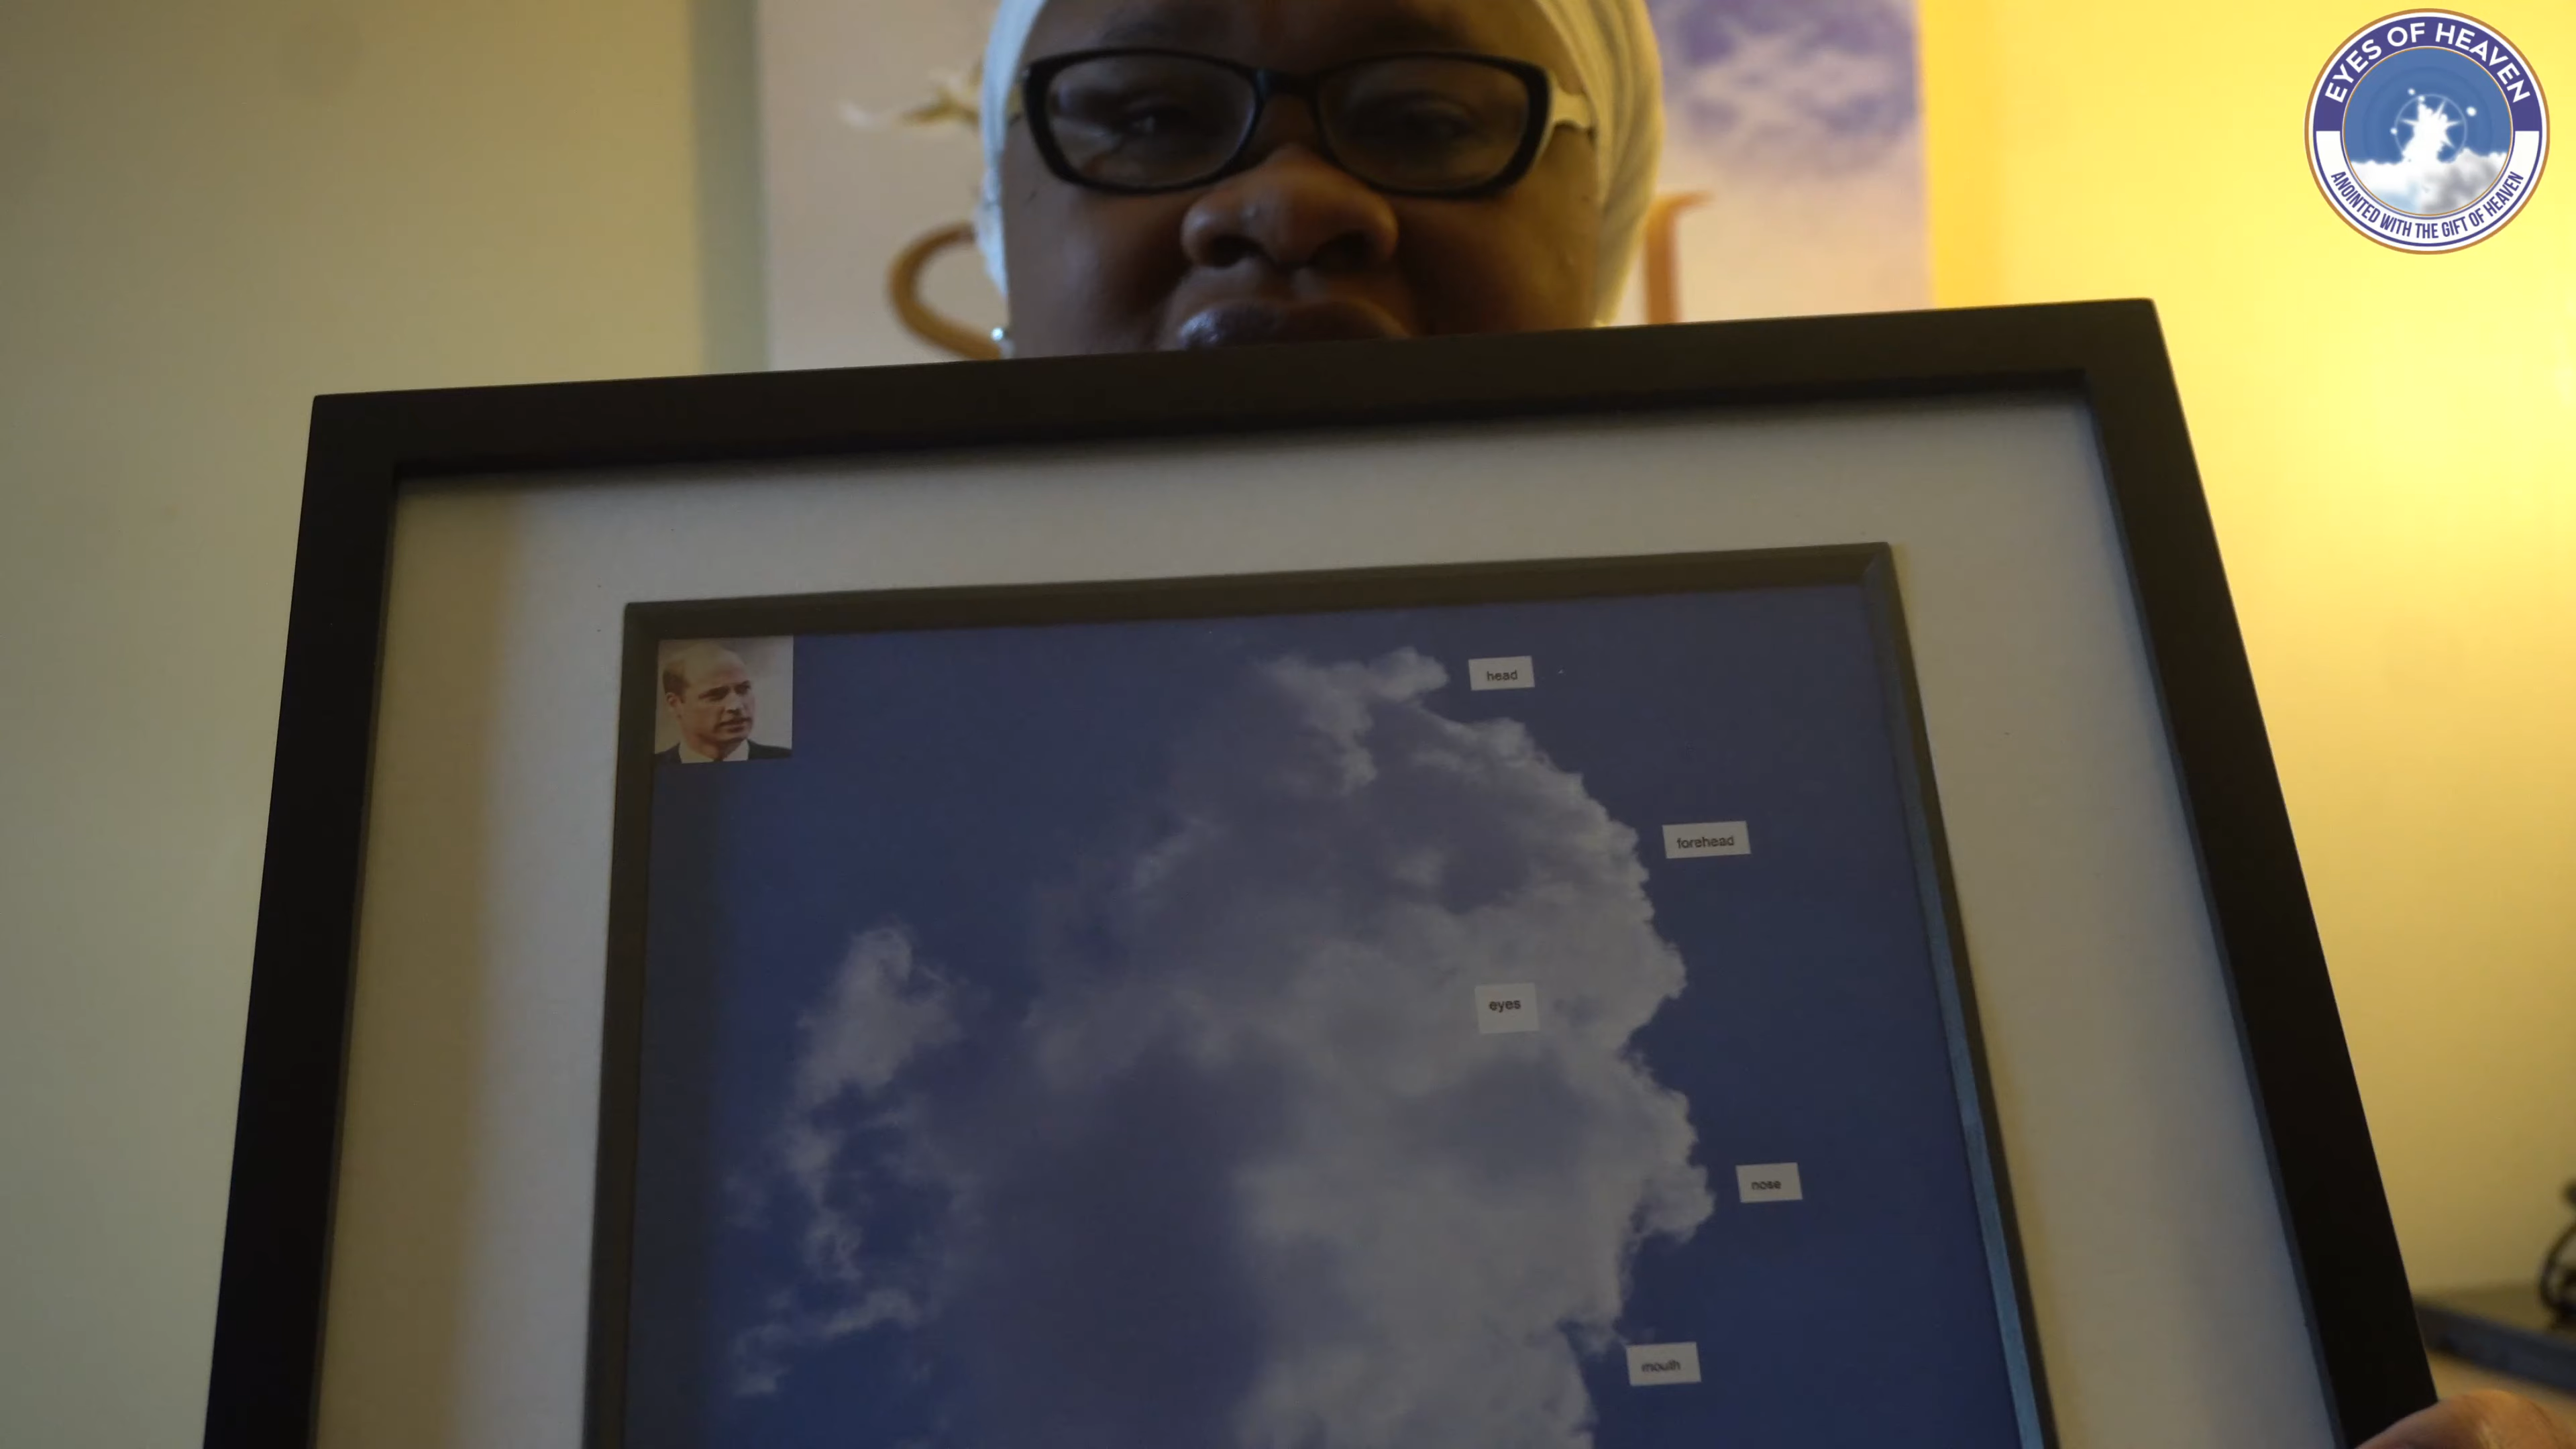 EYES OF HEAVEN
ANOINTED WITH THE GIFT OF HEAVEN
head
forehead
eyes
nose
mouth